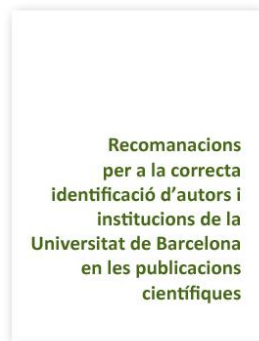 Recomanacions
per a la correcta
identificació d'autors i
institucions de la
Universitat de Barcelona
en les publicacions
científiques